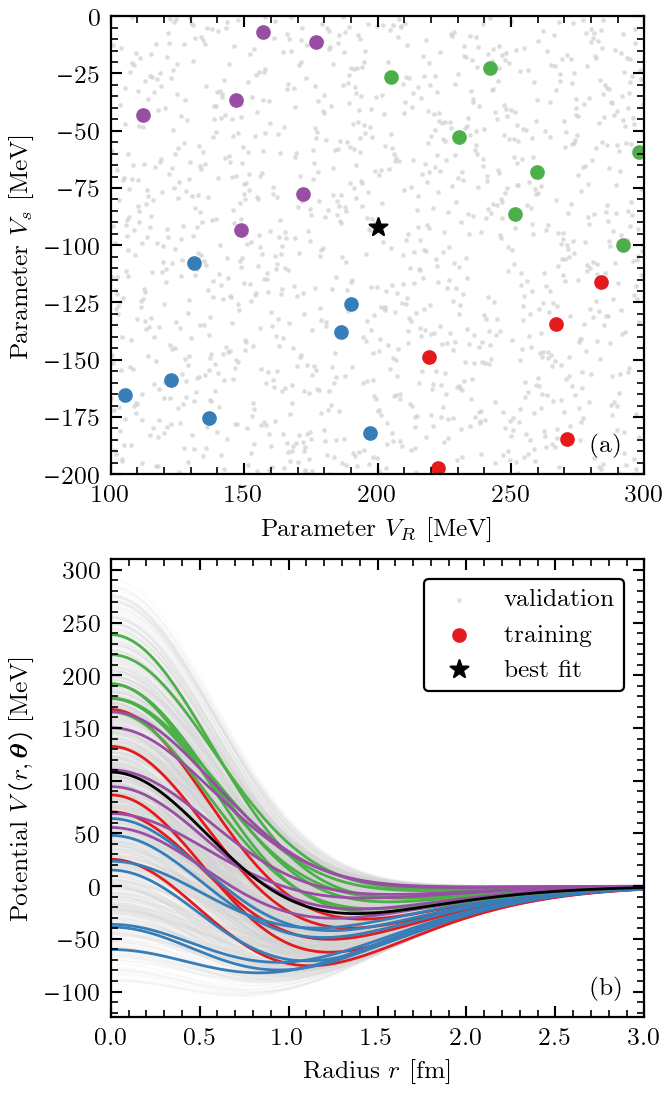 0
−25
−50
−75
−100
−125
−150
−175
−200
Parameter V_s [MeV]
(a)
100 150 200 250 300
Parameter V_R [MeV]
300
250
200
150
100
50
0
−50
−100
Potential V(r, θ) [MeV]
validation
training
best fit
(b)
0.0 0.5 1.0 1.5 2.0 2.5 3.0
Radius r [fm]